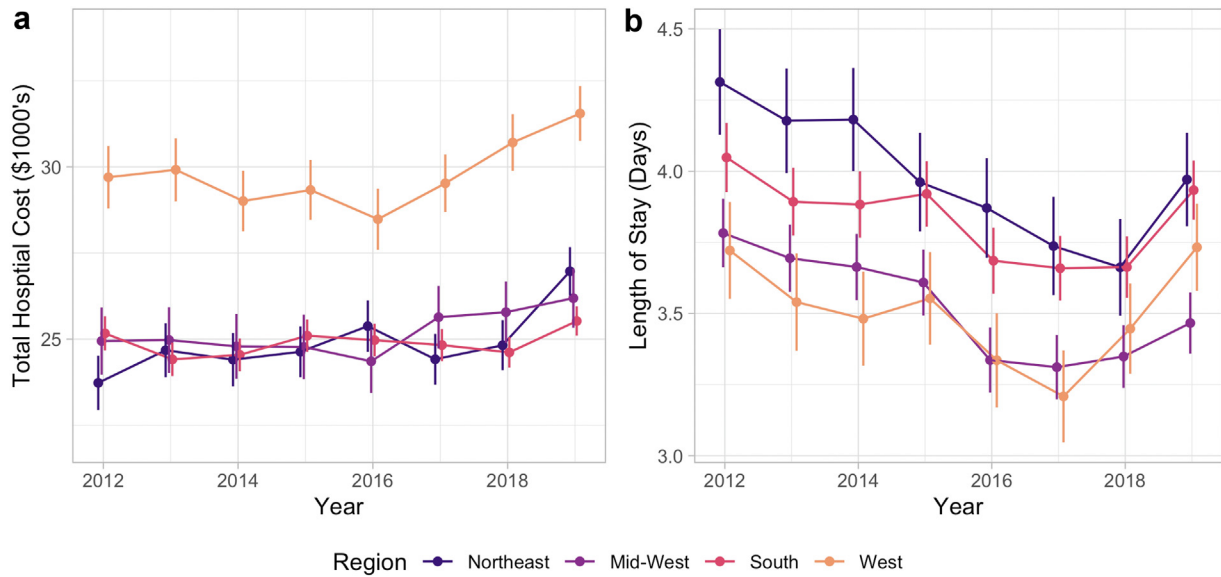 a
Total Hosptial Cost ($1000's)
30
25
2012 2014 2016 2018
Year
b
Length of Stay (Days)
4.5
4.0
3.5
3.0
2012 2014 2016 2018
Year
Region Northeast Mid-West South West